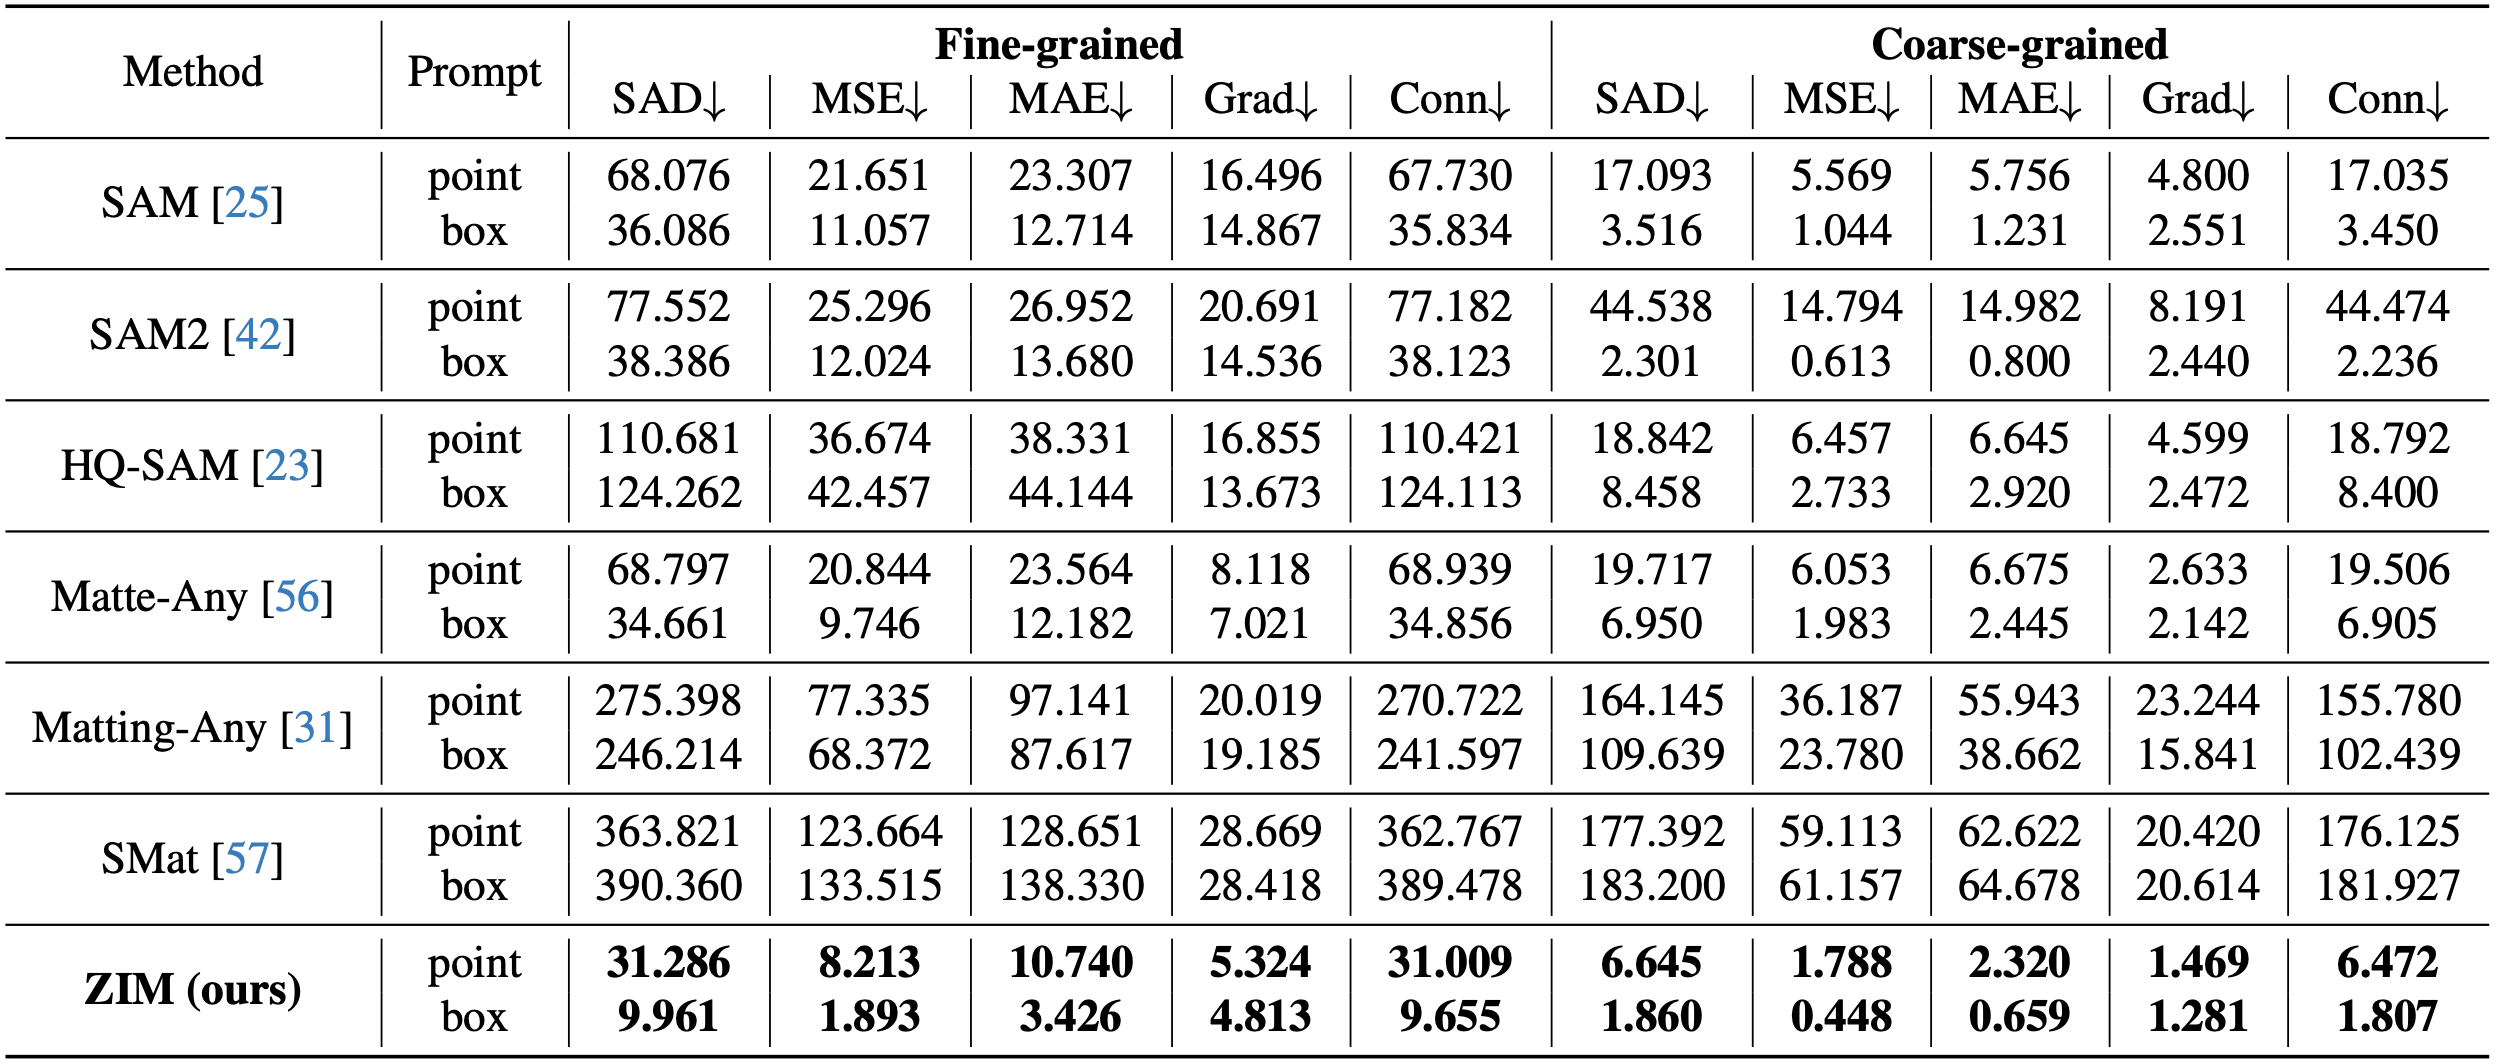 Method Prompt Fine-grained Coarse-grained
SAD↓ MSE↓ MAE↓ Grad↓ Conn↓ SAD↓ MSE↓ MAE↓ Grad↓ Conn↓
SAM [25] point 68.076 21.651 23.307 16.496 67.730 17.093 5.569 5.756 4.800 17.035
box 36.086 11.057 12.714 14.867 35.834 3.516 1.044 1.231 2.551 3.450
SAM2 [42] point 77.552 25.296 26.952 20.691 77.182 44.538 14.794 14.982 8.191 44.474
box 38.386 12.024 13.680 14.536 38.123 2.301 0.613 0.800 2.440 2.236
HQ-SAM [23] point 110.681 36.674 38.331 16.855 110.421 18.842 6.457 6.645 4.599 18.792
box 124.262 42.457 44.144 13.673 124.113 8.458 2.733 2.920 2.472 8.400
Matte-Any [56] point 68.797 20.844 23.564 8.118 68.939 19.717 6.053 6.675 2.633 19.506
box 34.661 9.746 12.182 7.021 34.856 6.950 1.983 2.445 2.142 6.905
Matting-Any [31] point 275.398 77.335 97.141 20.019 270.722 164.145 36.187 55.943 23.244 155.780
box 246.214 68.372 87.617 19.185 241.597 109.639 23.780 38.662 15.841 102.439
SMat [57] point 363.821 123.664 128.651 28.669 362.767 177.392 59.113 62.622 20.420 176.125
box 390.360 133.515 138.330 28.418 389.478 183.200 61.157 64.678 20.614 181.927
ZIM (ours) point 31.286 8.213 10.740 5.324 31.009 6.645 1.788 2.320 1.469 6.472
box 9.961 1.893 3.426 4.813 9.655 1.860 0.448 0.659 1.281 1.807